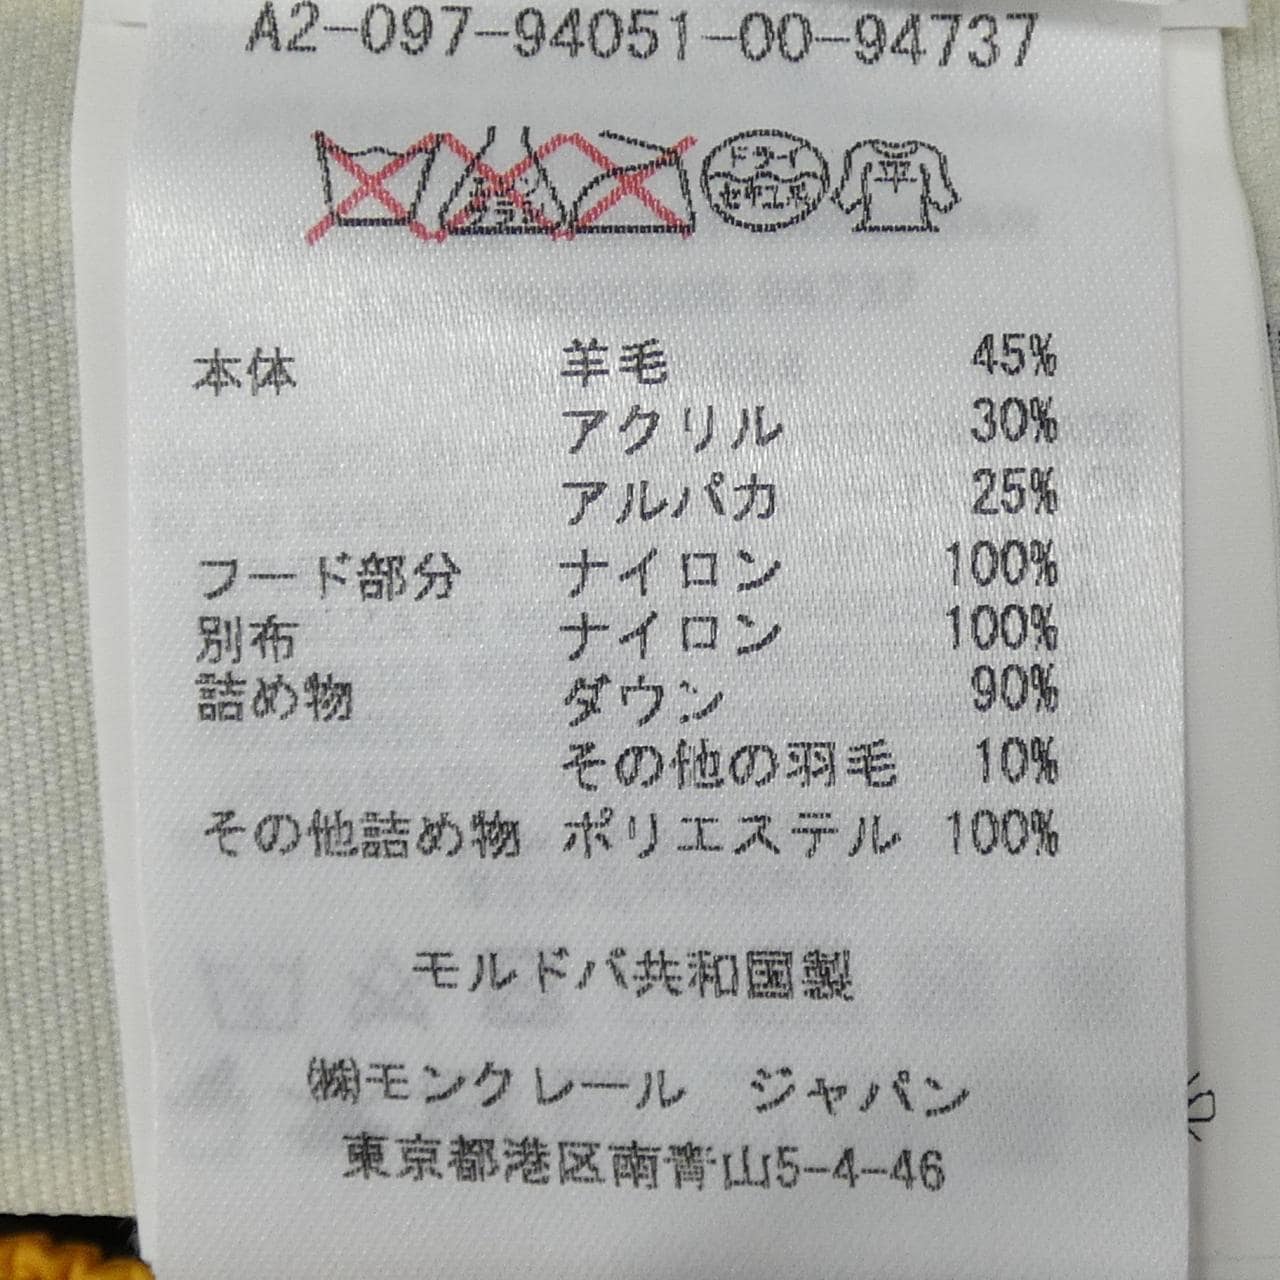 A2-097-94051-00-94737
ドライ
セキユ系
平
本体 羊毛 45%
アクリル 30%
アルパカ 25%
フード部分 ナイロン 100%
別布 ナイロン 100%
詰め物 ダウン 90%
その他の羽毛 10%
その他詰め物 ポリエステル 100%
モルドバ共和国製
㈱モンクレール ジャパン
東京都港区南青山5-4-46